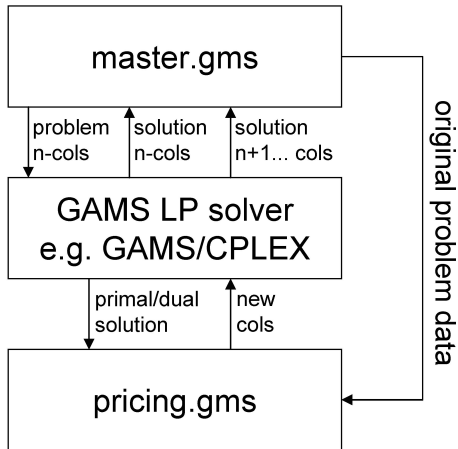 master.gms
problem
n-cols
solution
n-cols
solution
n+1... cols
GAMS LP solver
e.g. GAMS/CPLEX
primal/dual
solution
new
cols
pricing.gms
original problem data